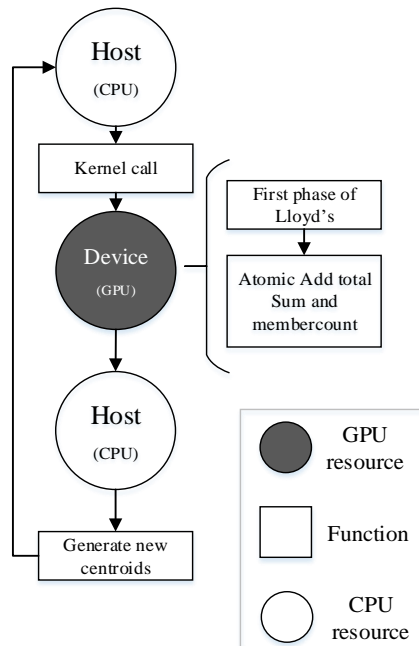 Host
(CPU)
Kernel call
Device
(GPU)
First phase of
Lloyd's
Atomic Add total
Sum and
membercount
Host
(CPU)
Generate new
centroids
GPU
resource
Function
CPU
resource